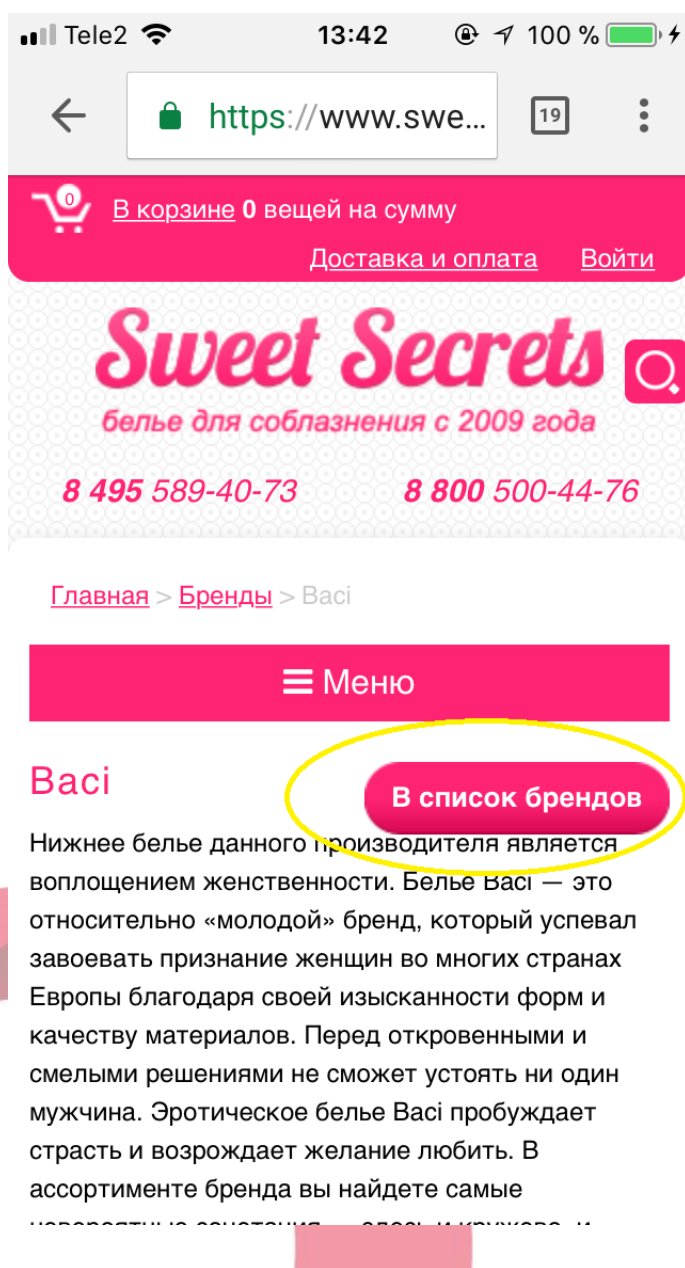 Tele2 13:42 100 %
https://www.swe... 19
0 В корзине 0 вещей на сумму
Доставка и оплата Войти
Sweet Secrets
белье для соблазнения с 2009 года
8 495 589-40-73 8 800 500-44-76
Главная > Бренды > Baci
Меню
Baci
В список брендов
Нижнее белье данного производителя является
воплощением женственности. Белье Baci — это
относительно «молодой» бренд, который успевал
завоевать признание женщин во многих странах
Европы благодаря своей изысканности форм и
качеству материалов. Перед откровенными и
смелыми решениями не сможет устоять ни один
мужчина. Эротическое белье Baci пробуждает
страсть и возрождает желание любить. В
ассортименте бренда вы найдете самые